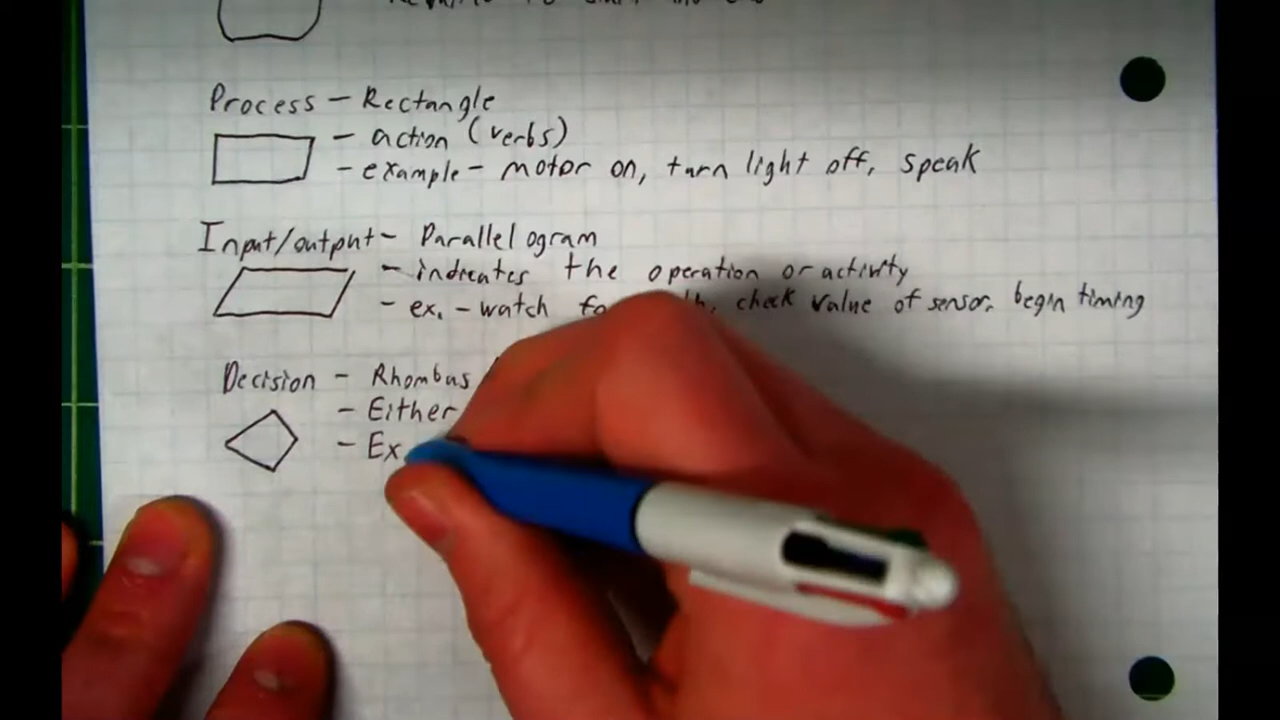 Process - Rectangle
- action (verbs)
- example - motor on, turn light off, speak
Input/output - Parallelogram
- indicates the operation or activity
- ex. - watch check value of sensor, begin timing
Decision - Rhombus
- Either
- Ex